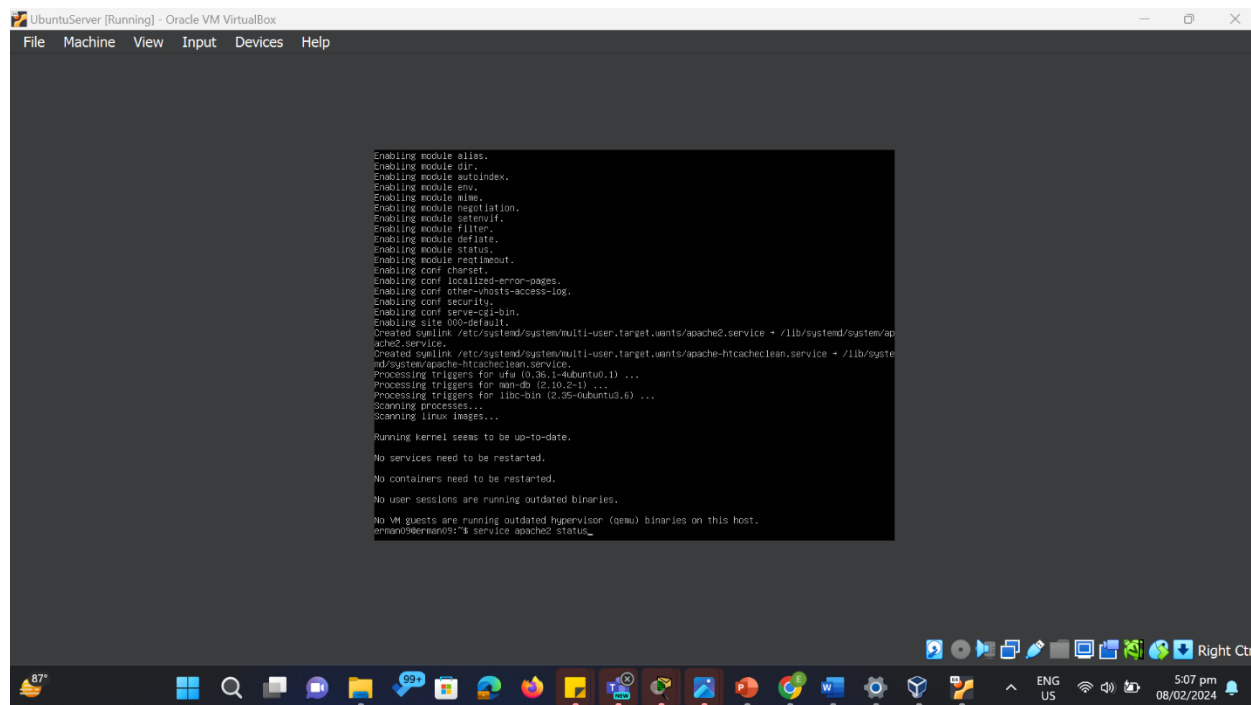 UbuntuServer [Running] - Oracle VM VirtualBox
File Machine View Input Devices Help
Enabling module alias.
Enabling module dir.
Enabling module autoindex.
Enabling module env.
Enabling module mime.
Enabling module negotiation.
Enabling module setenvif.
Enabling module filter.
Enabling module deflate.
Enabling module status.
Enabling module reqtimeout.
Enabling conf charset.
Enabling conf localized-error-pages.
Enabling conf other-vhosts-access-log.
Enabling conf security.
Enabling conf serve-cgi-bin.
Enabling site 000-default.
Created symlink /etc/systemd/system/multi-user.target.wants/apache2.service → /lib/systemd/system/ap
ache2.service.
Created symlink /etc/systemd/system/multi-user.target.wants/apache-htcacheclean.service → /lib/syste
md/system/apache-htcacheclean.service.
Processing triggers for ufw (0.36.1-4ubuntu0.1) ...
Processing triggers for man-db (2.10.2-1) ...
Processing triggers for libc-bin (2.35-0ubuntu3.6) ...
Scanning processes...
Scanning linux images...
Running kernel seems to be up-to-date.
No services need to be restarted.
No containers need to be restarted.
No user sessions are running outdated binaries.
No VM guests are running outdated hypervisor (qemu) binaries on this host.
erman09@erman09:~$ service apache2 status_
Right Ct
87°
99+
NEW
ENG
US
5:07 pm
08/02/2024